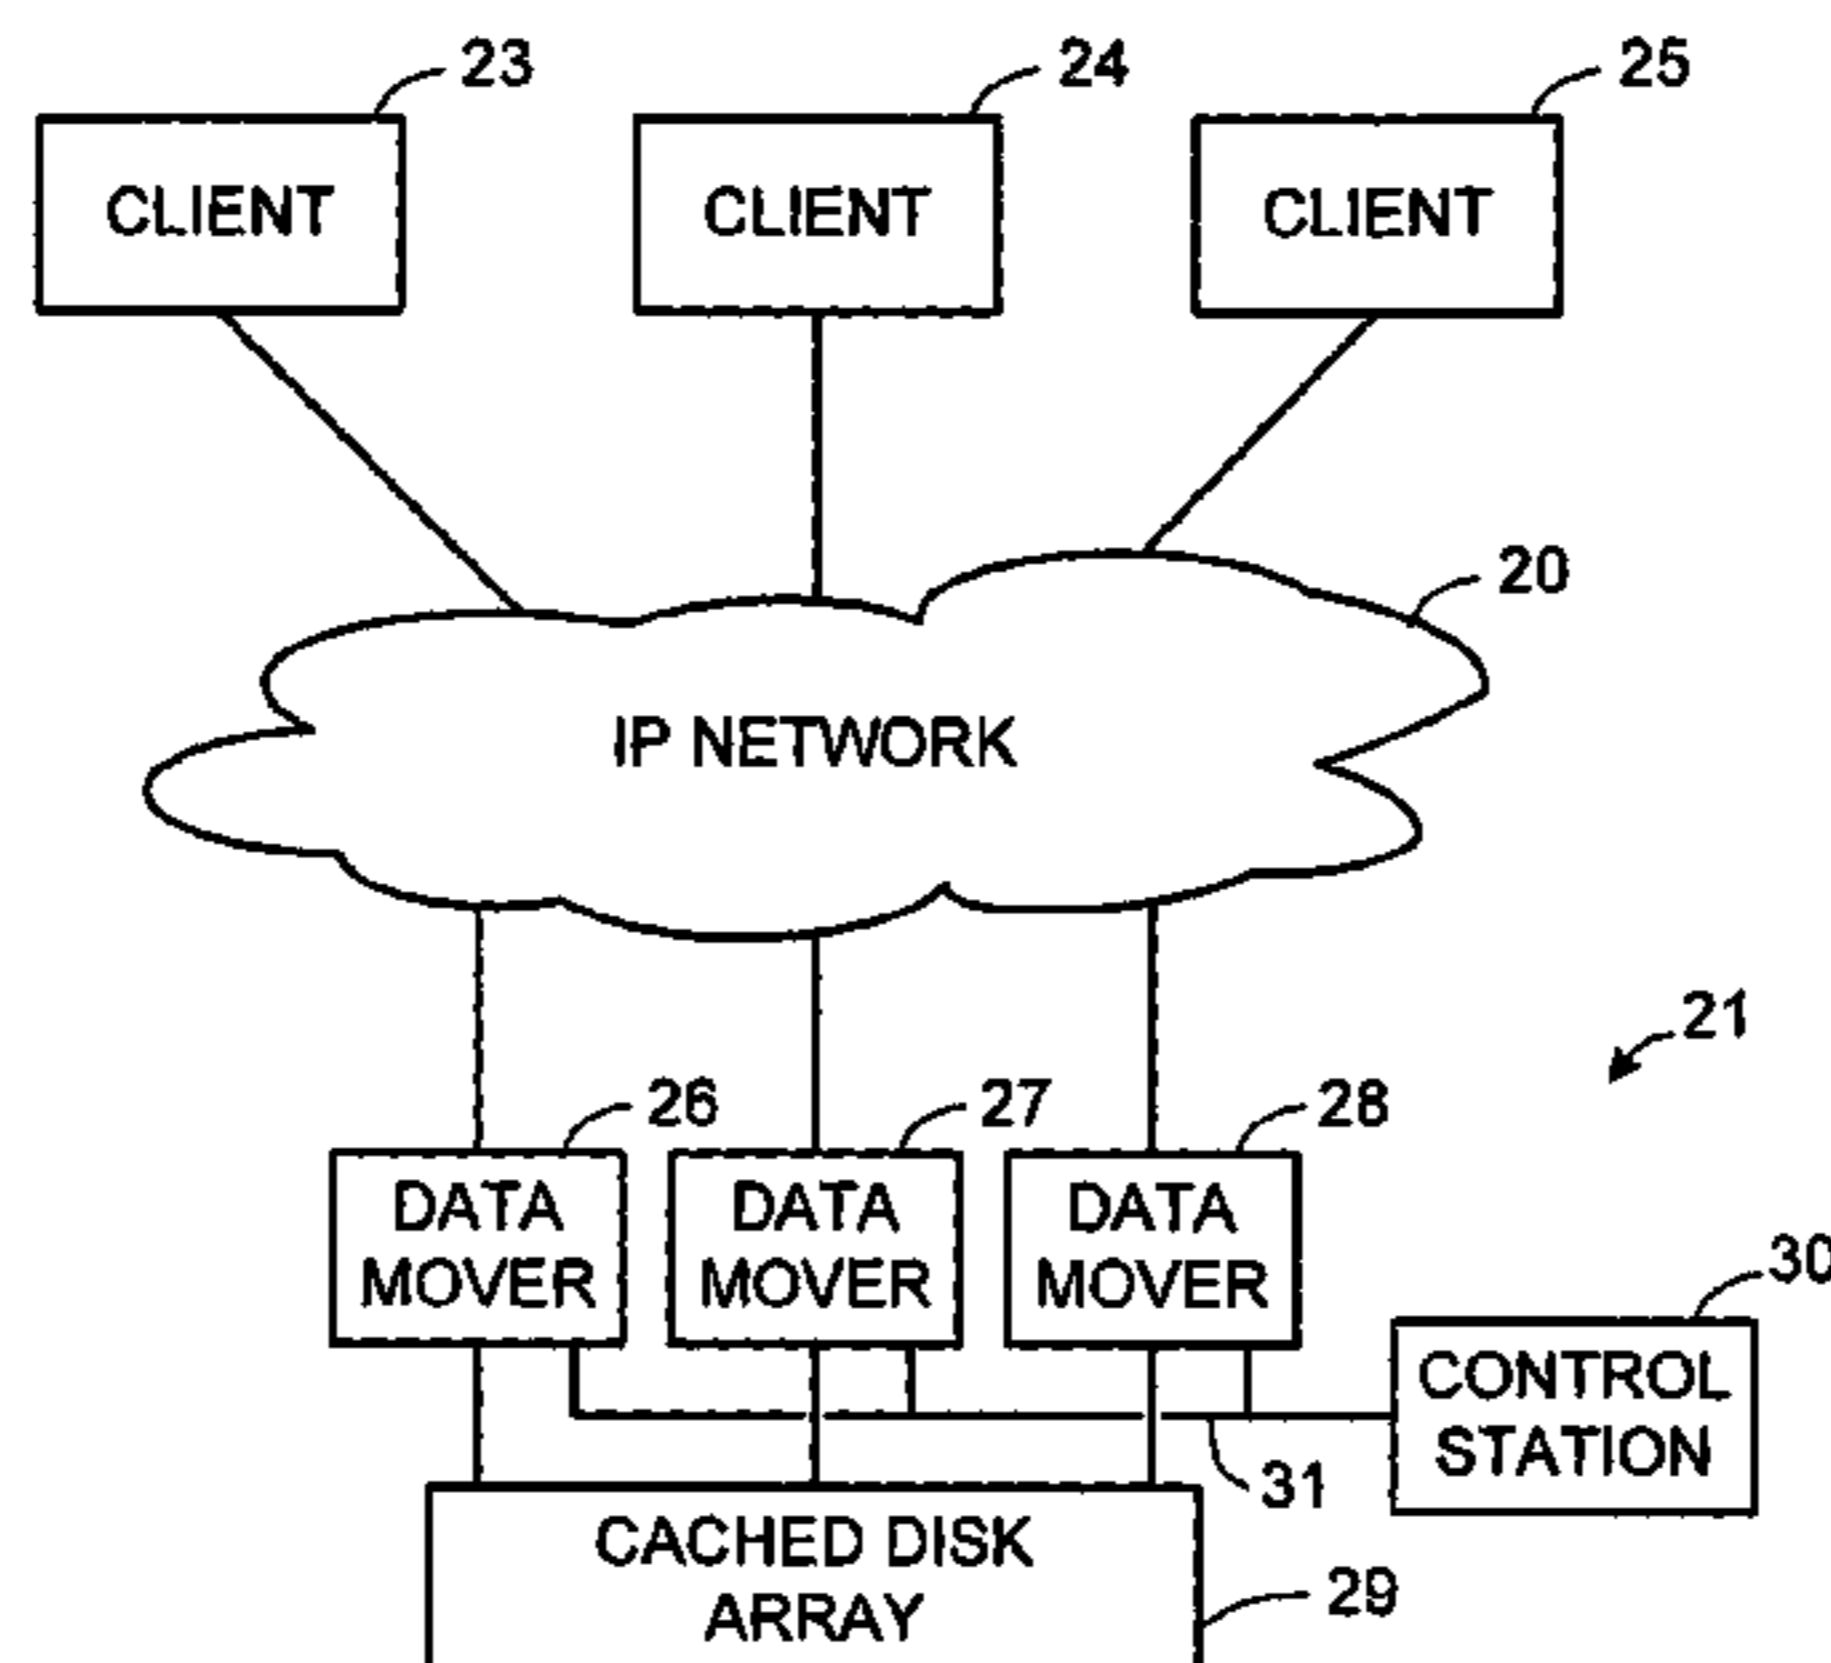 23
24
25
CLIENT
CLIENT
CLIENT
20
IP NETWORK
21
26
27
28
DATA
MOVER
DATA
MOVER
DATA
MOVER
30
CONTROL
STATION
31
CACHED DISK
ARRAY
29